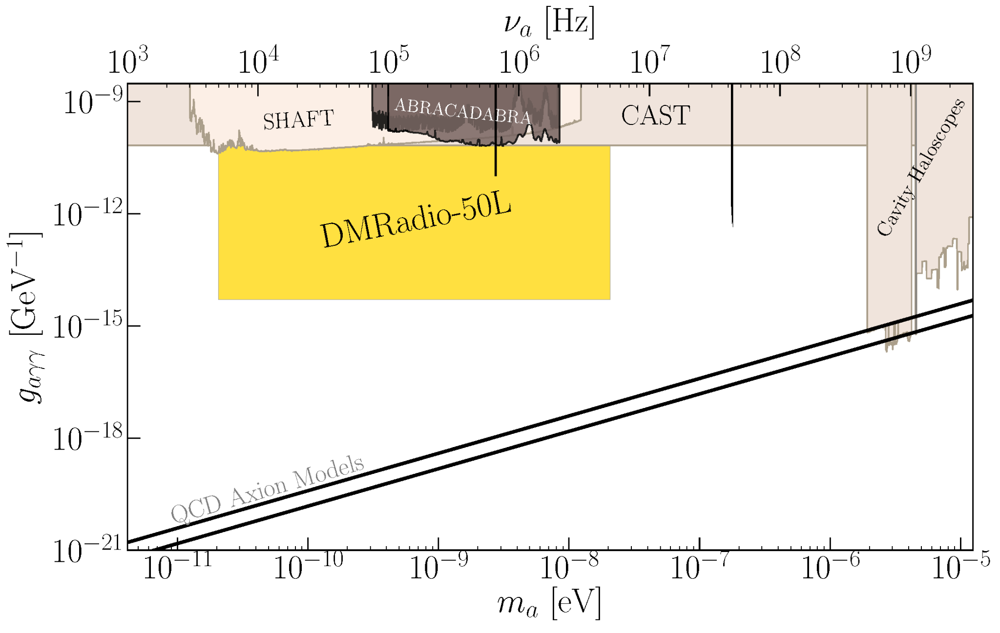 ν_a [Hz]
10^3 10^4 10^5 10^6 10^7 10^8 10^9
10^−9
10^−12
10^−15
10^−18
10^−21
g_aγγ [GeV^−1]
SHAFT
ABRACADABRA
CAST
Cavity Haloscopes
DMRadio-50L
QCD Axion Models
10^−11 10^−10 10^−9 10^−8 10^−7 10^−6 10^−5
m_a [eV]